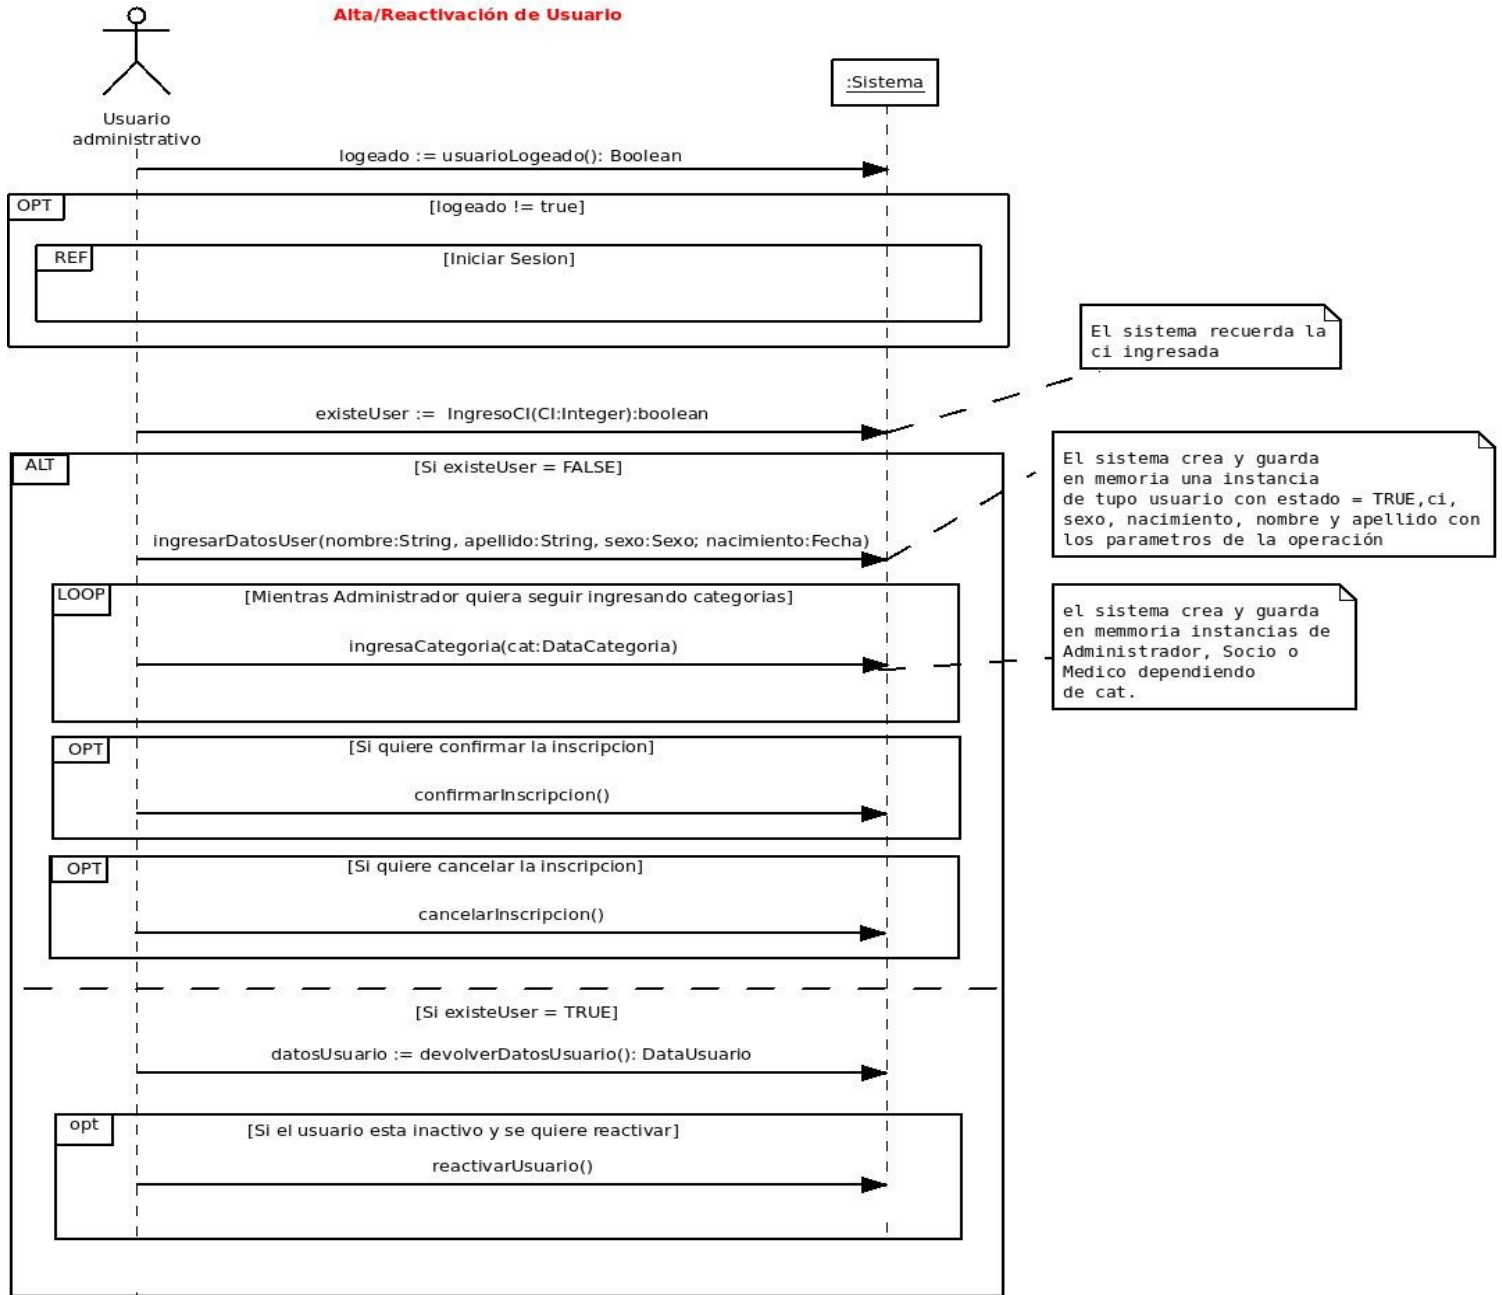 Alta/Reactivación de Usuario
:Sistema
Usuario
administrativo
logeado := usuarioLogeado(): Boolean
OPT
[logeado != true]
REF
[Iniciar Sesion]
El sistema recuerda la
ci ingresada
existeUser := IngresoCI(CI:Integer):boolean
ALT
[Si existeUser = FALSE]
El sistema crea y guarda
en memoria una instancia
de tupo usuario con estado = TRUE,ci,
sexo, nacimiento, nombre y apellido con
los parametros de la operación
ingresarDatosUser(nombre:String, apellido:String, sexo:Sexo; nacimiento:Fecha)
LOOP
[Mientras Administrador quiera seguir ingresando categorias]
ingresaCategoria(cat:DataCategoria)
el sistema crea y guarda
en memmoria instancias de
Administrador, Socio o
Medico dependiendo
de cat.
OPT
[Si quiere confirmar la inscripcion]
confirmarInscripcion()
OPT
[Si quiere cancelar la inscripcion]
cancelarInscripcion()
[Si existeUser = TRUE]
datosUsuario := devolverDatosUsuario(): DataUsuario
opt
[Si el usuario esta inactivo y se quiere reactivar]
reactivarUsuario()